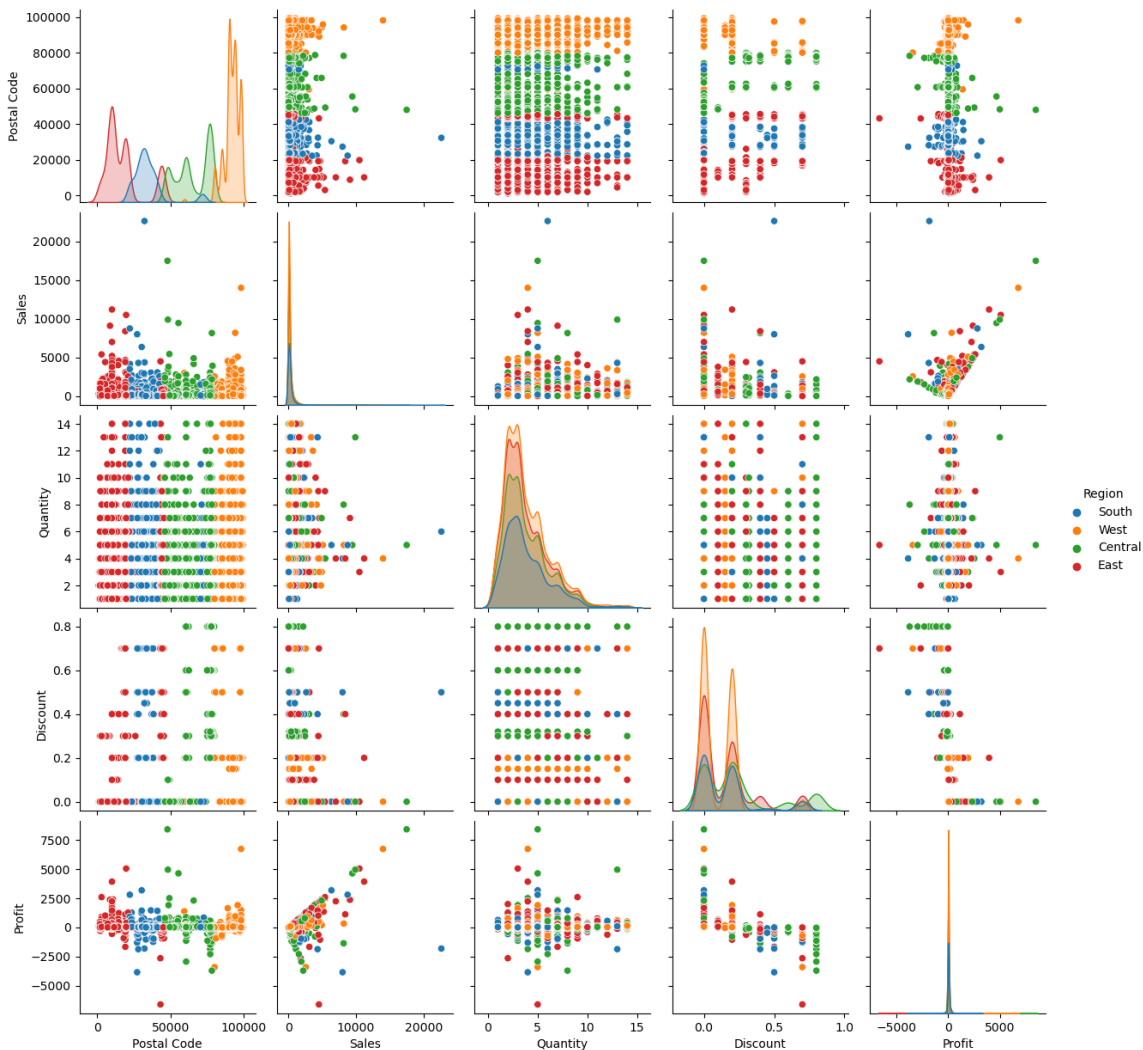 100000
80000
60000
40000
20000
0
Postal Code
20000
15000
10000
5000
0
Sales
14
12
10
8
6
4
2
Quantity
Region
South
West
Central
East
0.8
0.6
0.4
0.2
0.0
Discount
7500
5000
2500
0
−2500
−5000
Profit
0 50000 100000
0 10000 20000
0 5 10 15
0.0 0.5 1.0
−5000 0 5000
Postal Code Sales Quantity Discount Profit